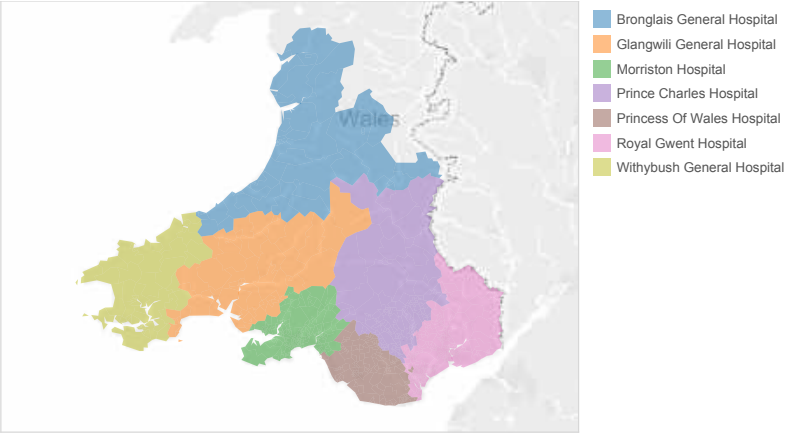 Wales
Bronglais General Hospital
Glangwili General Hospital
Morriston Hospital
Prince Charles Hospital
Princess Of Wales Hospital
Royal Gwent Hospital
Withybush General Hospital